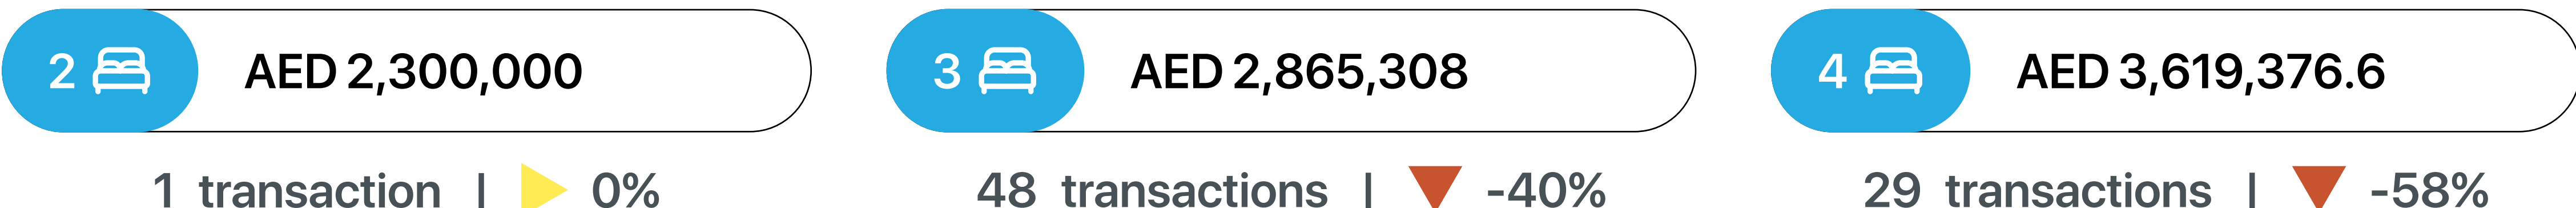 2 AED 2,300,000 3 AED 2,865,308 4 AED 3,619,376.6
1 transaction | 0% 48 transactions | -40% 29 transactions | -58%